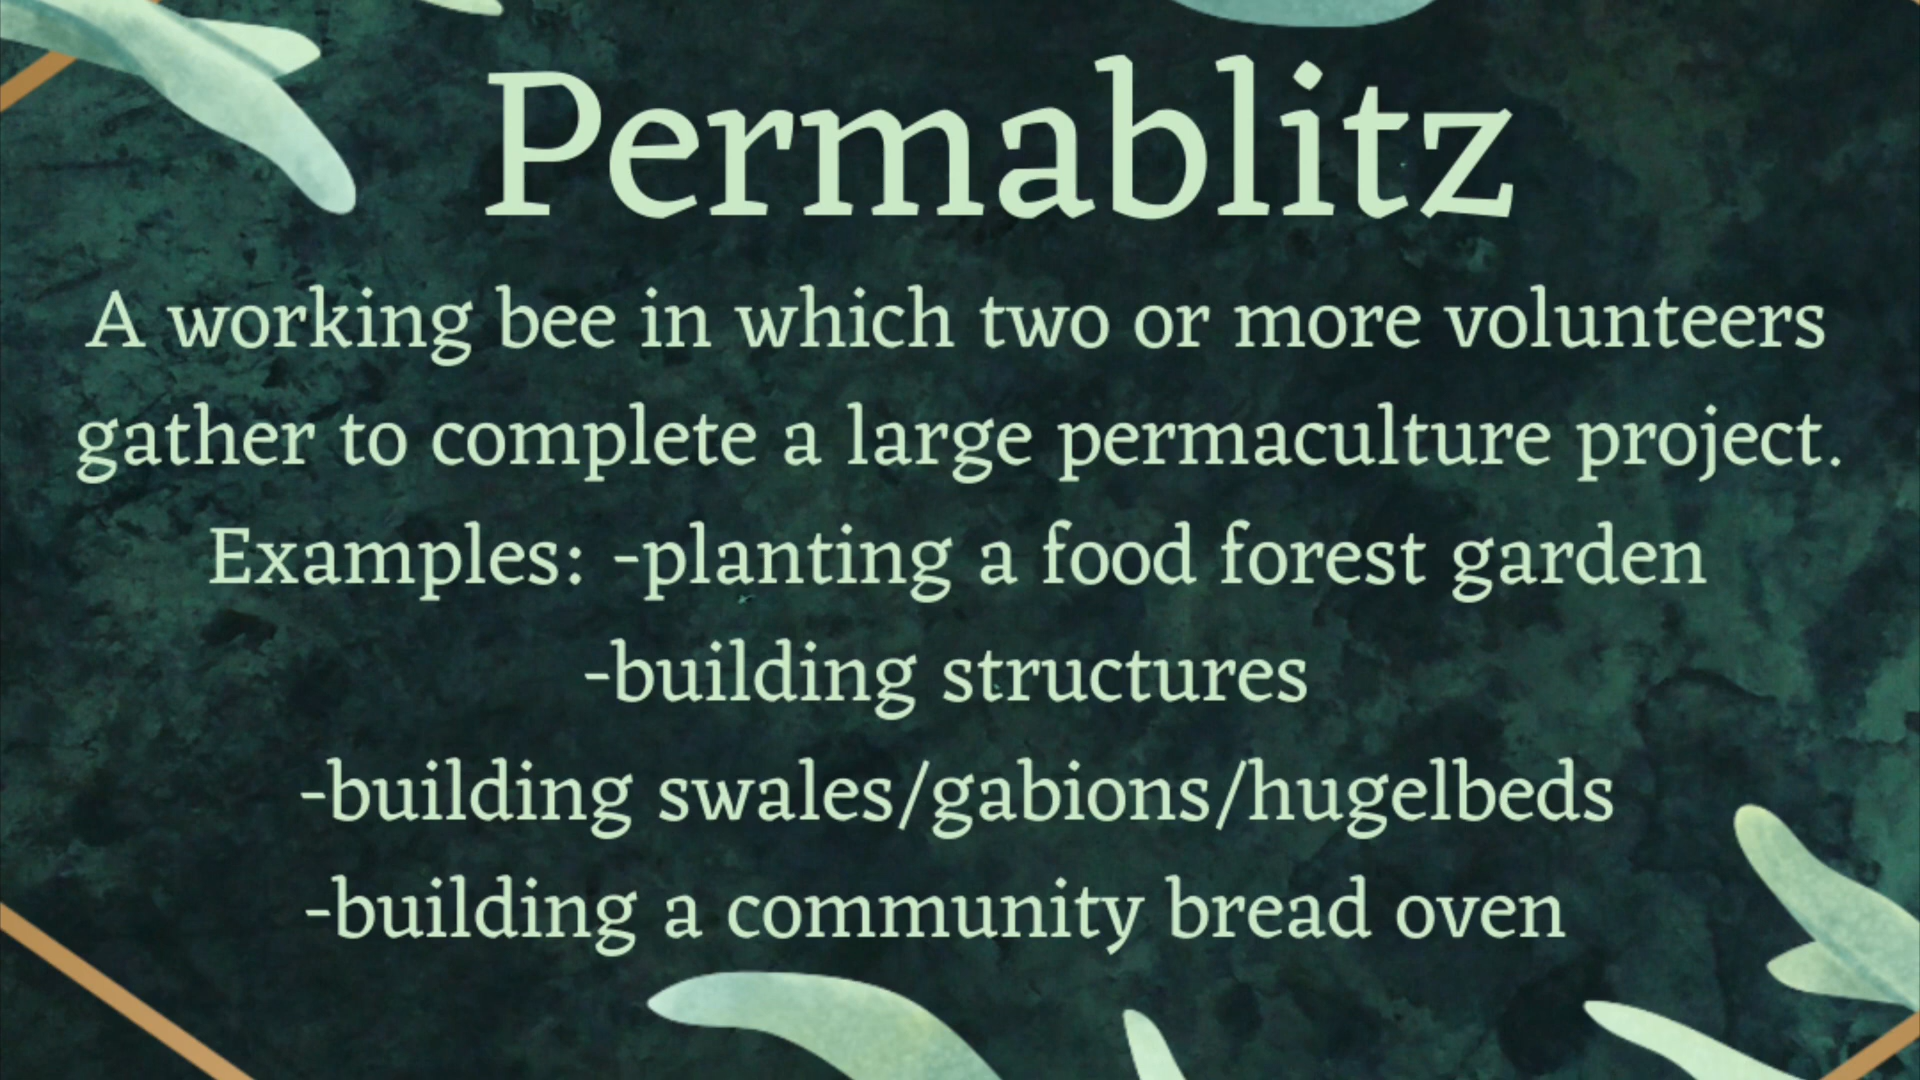 Permablitz
A working bee in which two or more volunteers
gather to complete a large permaculture project.
Examples: -planting a food forest garden
-building structures
-building swales/gabions/hugelbeds
-building a community bread oven